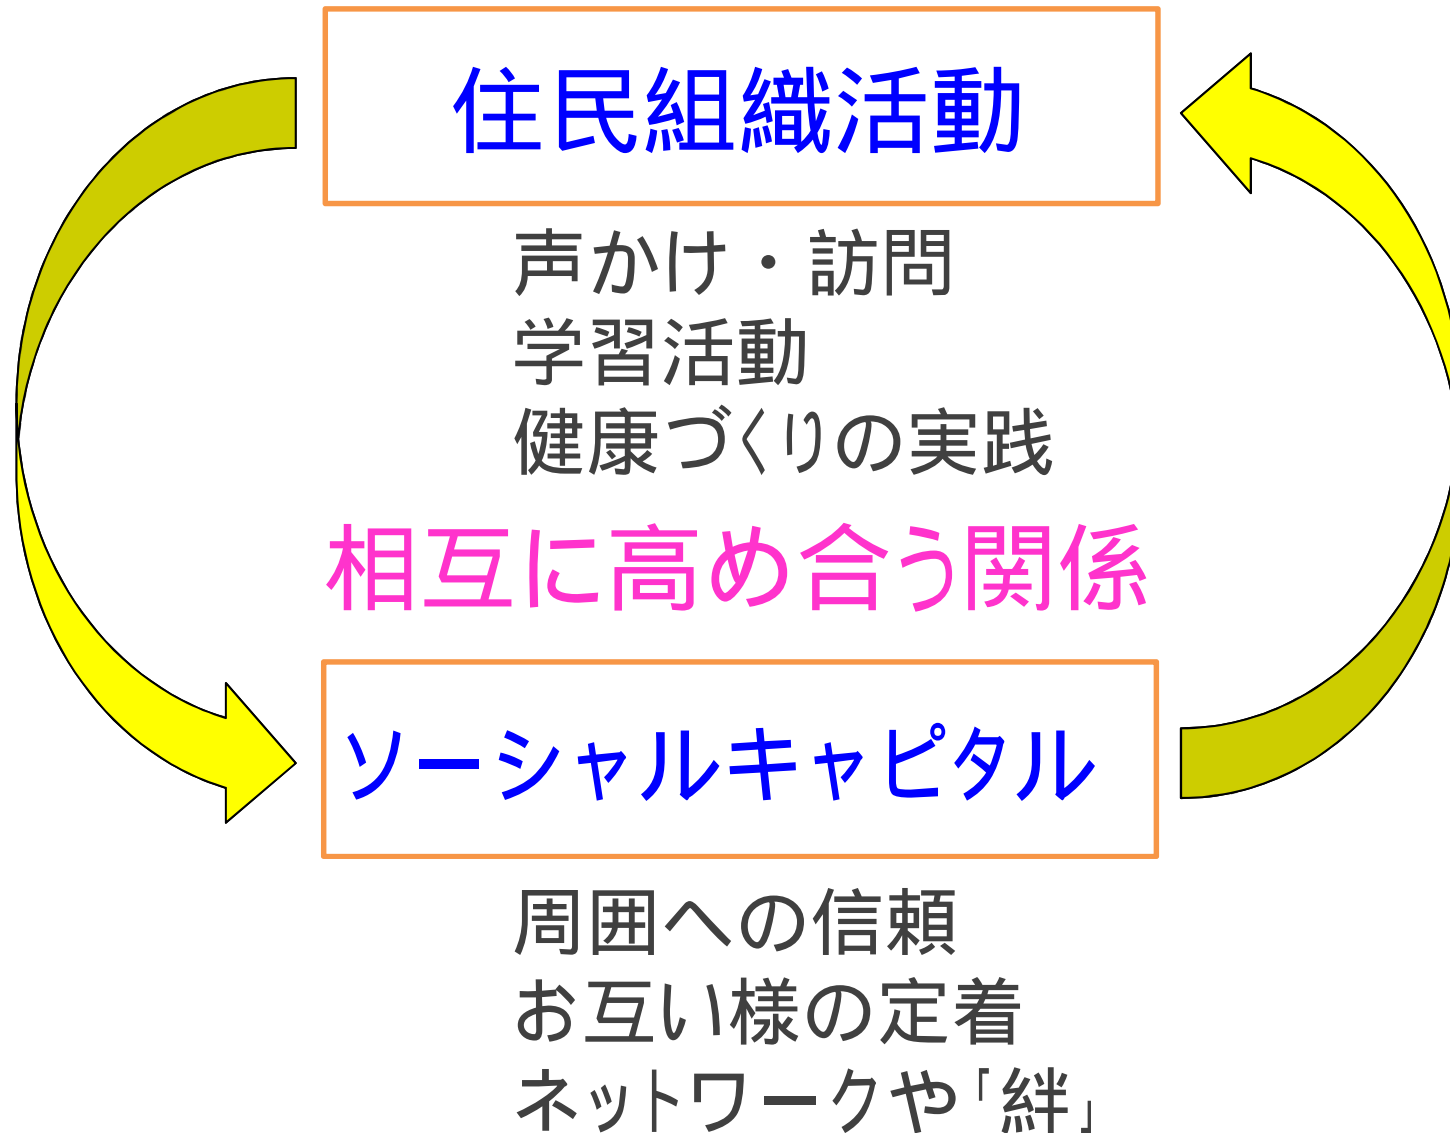 住民組織活動
声かけ・訪問
学習活動
健康づくりの実践
相互に高め合う関係
ソーシャルキャピタル
周囲への信頼
お互い様の定着
ネットワークや「絆」